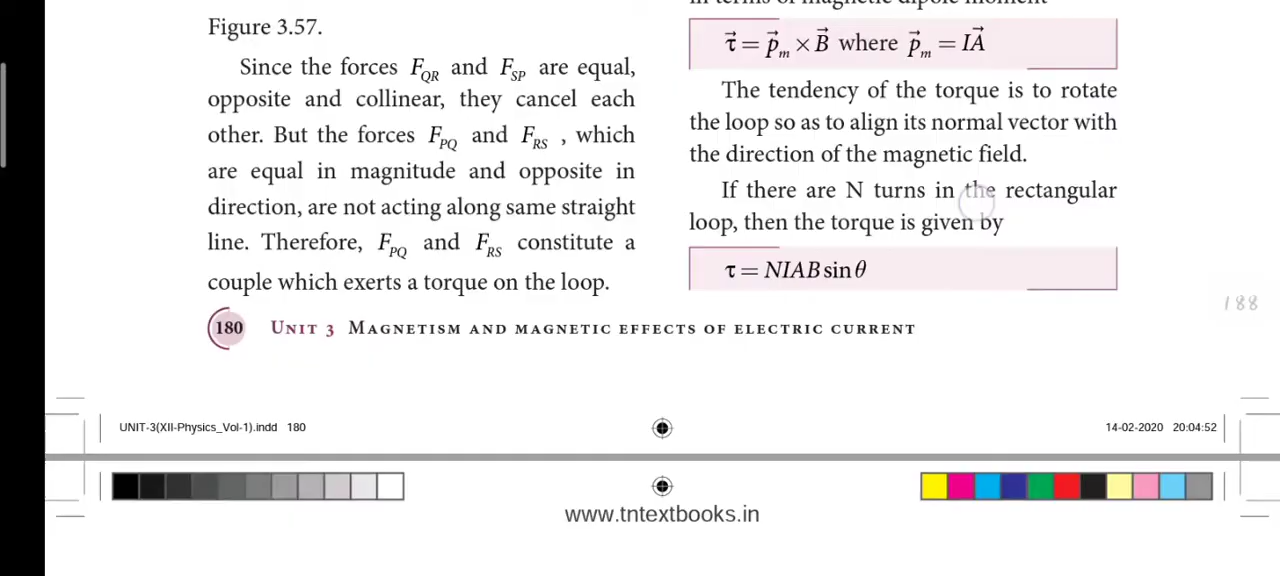 Figure 3.57.
Since the forces F_QR and F_SP are equal,
opposite and collinear, they cancel each
other. But the forces F_PQ and F_RS , which
are equal in magnitude and opposite in
direction, are not acting along same straight
line. Therefore, F_PQ and F_RS constitute a
couple which exerts a torque on the loop.
in terms of magnetic dipole moment
τ⃗ = p⃗_m × B⃗ where p⃗_m = IA⃗
The tendency of the torque is to rotate
the loop so as to align its normal vector with
the direction of the magnetic field.
If there are N turns in the rectangular
loop, then the torque is given by
τ = NIAB sin θ
188
180 Unit 3 Magnetism and magnetic effects of electric current
UNIT-3(XII-Physics_Vol-1).indd 180
14-02-2020 20:04:52
www.tntextbooks.in